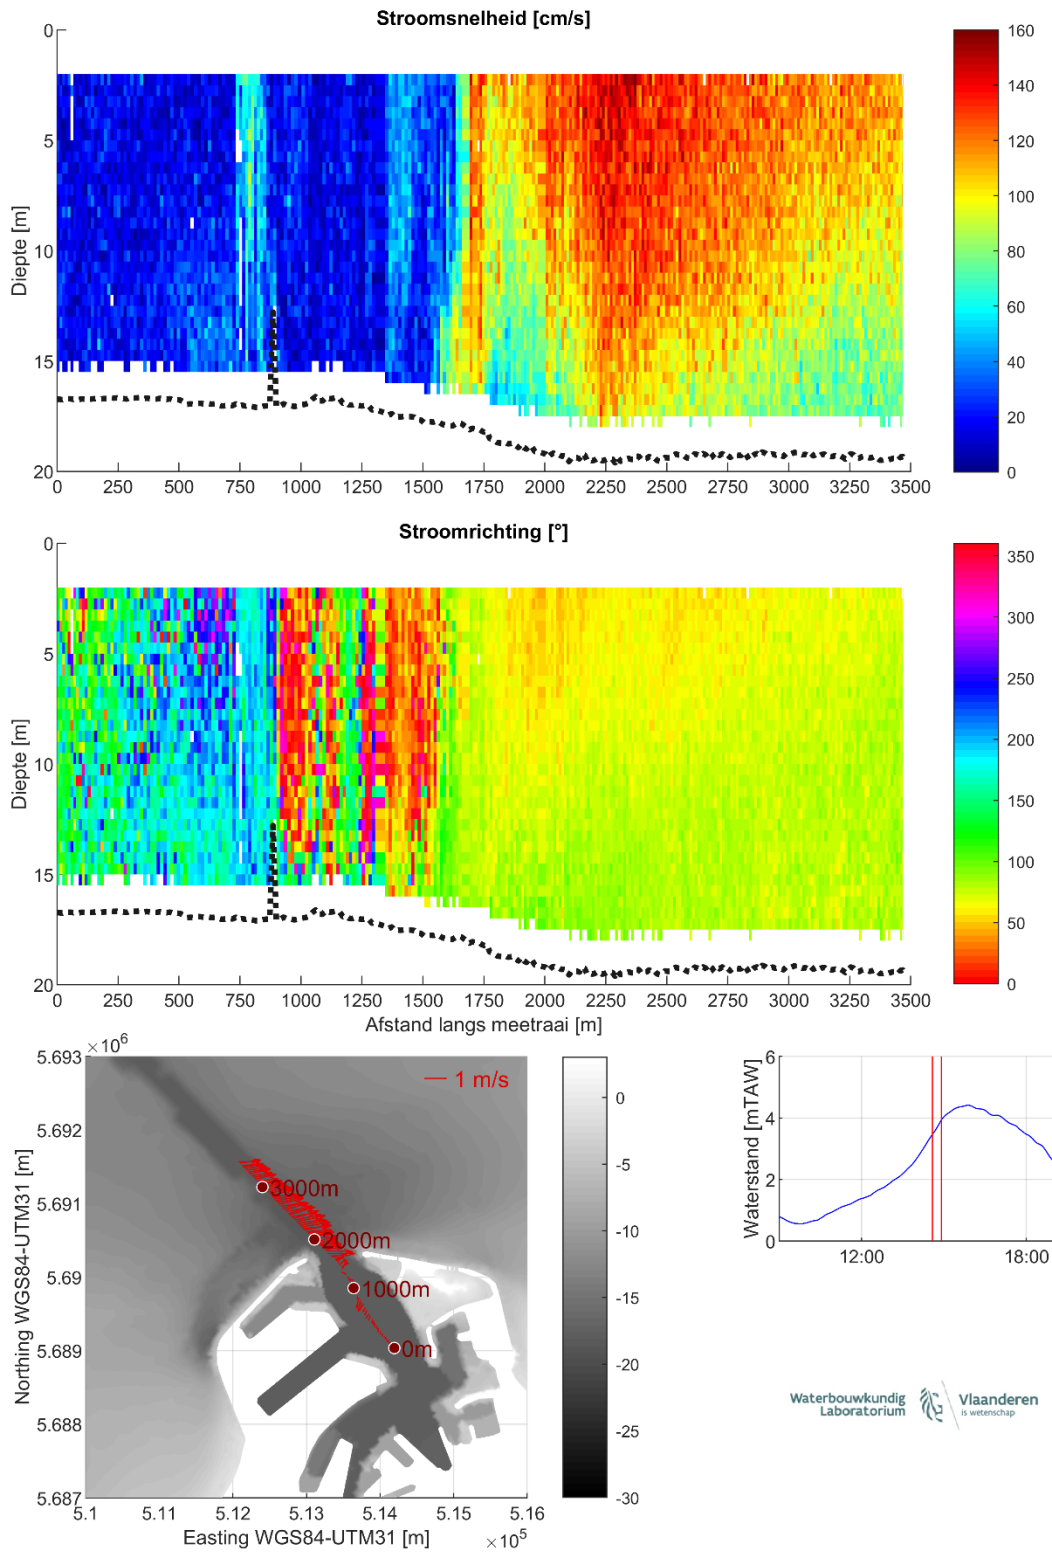 Stroomsnelheid [cm/s]
0
5
10
15
20
Diepte [m]
0 250 500 750 1000 1250 1500 1750 2000 2250 2500 2750 3000 3250 3500
160
140
120
100
80
60
40
20
0
Stroomrichting [°]
0
5
10
15
20
Diepte [m]
0 250 500 750 1000 1250 1500 1750 2000 2250 2500 2750 3000 3250 3500
Afstand langs meetraai [m]
350
300
250
200
150
100
50
0
×10⁶
5.693
5.692
5.691
5.69
5.689
5.688
5.687
Northing WGS84-UTM31 [m]
1 m/s
3000m
2000m
1000m
0m
5.1 5.11 5.12 5.13 5.14 5.15 5.16
Easting WGS84-UTM31 [m]
×10⁵
0
-5
-10
-15
-20
-25
-30
6
4
2
0
Waterstand [mTAW]
12:00 18:00
Waterbouwkundig
Laboratorium
Vlaanderen
is wetenschap